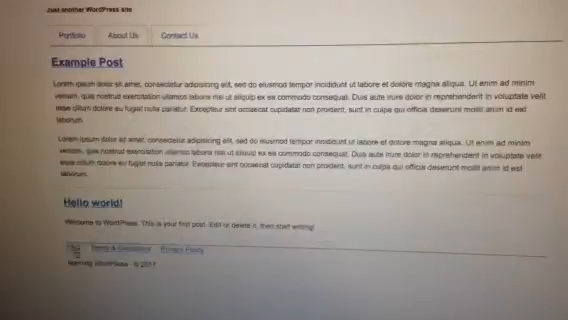 Just another WordPress site
Portfolio About Us Contact Us
Example Post
Lorem ipsum dolor sit amet, consectetur adipisicing elit, sed do eiusmod tempor incididunt ut labore et dolore magna aliqua. Ut enim ad minim
veniam, quis nostrud exercitation ullamco laboris nisi ut aliquip ex ea commodo consequat. Duis aute irure dolor in reprehenderit in voluptate velit
esse cillum dolore eu fugiat nulla pariatur. Excepteur sint occaecat cupidatat non proident, sunt in culpa qui officia deserunt mollit anim id est
laborum.
Lorem ipsum dolor sit amet, consectetur adipisicing elit, sed do eiusmod tempor incididunt ut labore et dolore magna aliqua. Ut enim ad minim
veniam, quis nostrud exercitation ullamco laboris nisi ut aliquip ex ea commodo consequat. Duis aute irure dolor in reprehenderit in voluptate velit
esse cillum dolore eu fugiat nulla pariatur. Excepteur sint occaecat cupidatat non proident, sunt in culpa qui officia deserunt mollit anim id est
laborum.
Hello world!
Welcome to WordPress. This is your first post. Edit or delete it, then start writing!
Terms & Conditions Privacy Policy
WordPress - © 2017